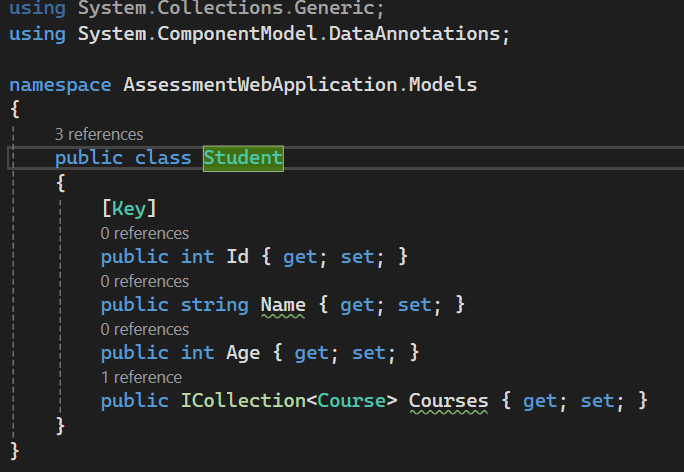 using System.Collections.Generic;
using System.ComponentModel.DataAnnotations;
namespace AssessmentWebApplication.Models
{
3 references
public class Student
{
[Key]
0 references
public int Id { get; set; }
0 references
public string Name { get; set; }
0 references
public int Age { get; set; }
1 reference
public ICollection<Course> Courses { get; set; }
}
}